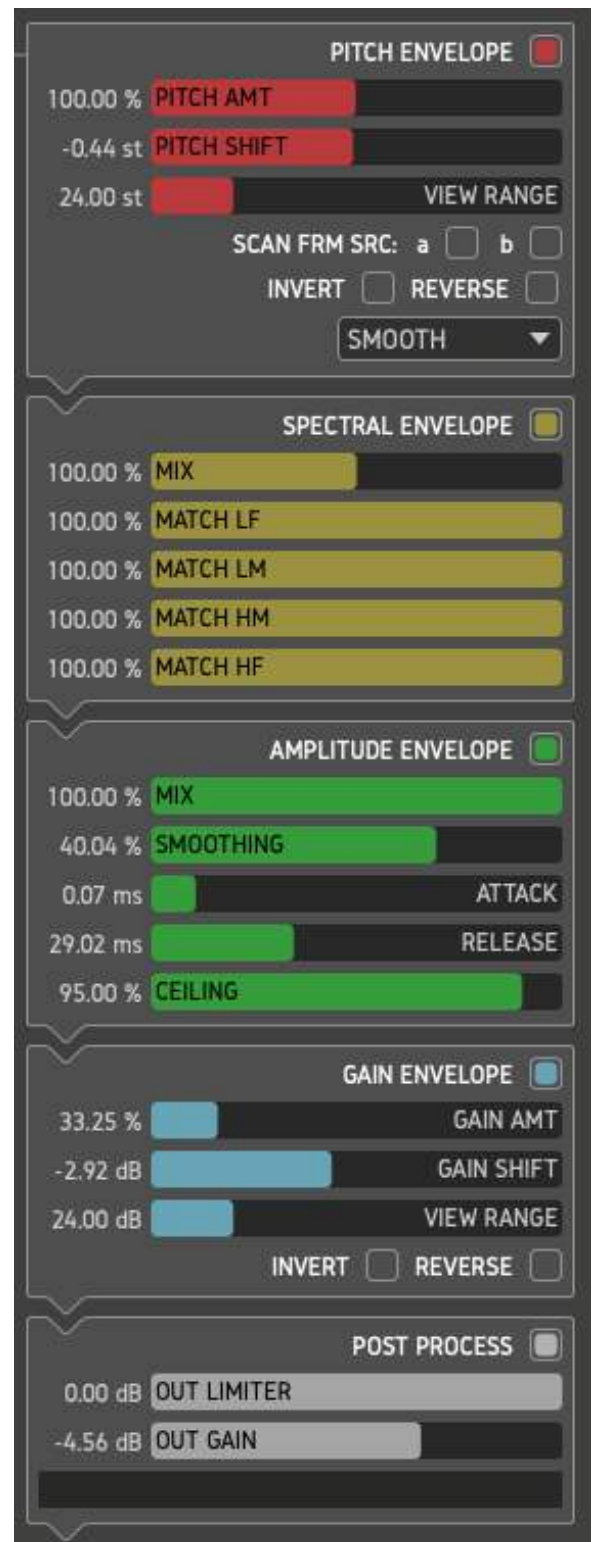 PITCH ENVELOPE
100.00 % PITCH AMT
-0.44 st PITCH SHIFT
24.00 st VIEW RANGE
SCAN FRM SRC: a b
INVERT REVERSE
SMOOTH
SPECTRAL ENVELOPE
100.00 % MIX
100.00 % MATCH LF
100.00 % MATCH LM
100.00 % MATCH HM
100.00 % MATCH HF
AMPLITUDE ENVELOPE
100.00 % MIX
40.04 % SMOOTHING
0.07 ms ATTACK
29.02 ms RELEASE
95.00 % CEILING
GAIN ENVELOPE
33.25 % GAIN AMT
-2.92 dB GAIN SHIFT
24.00 dB VIEW RANGE
INVERT REVERSE
POST PROCESS
0.00 dB OUT LIMITER
-4.56 dB OUT GAIN